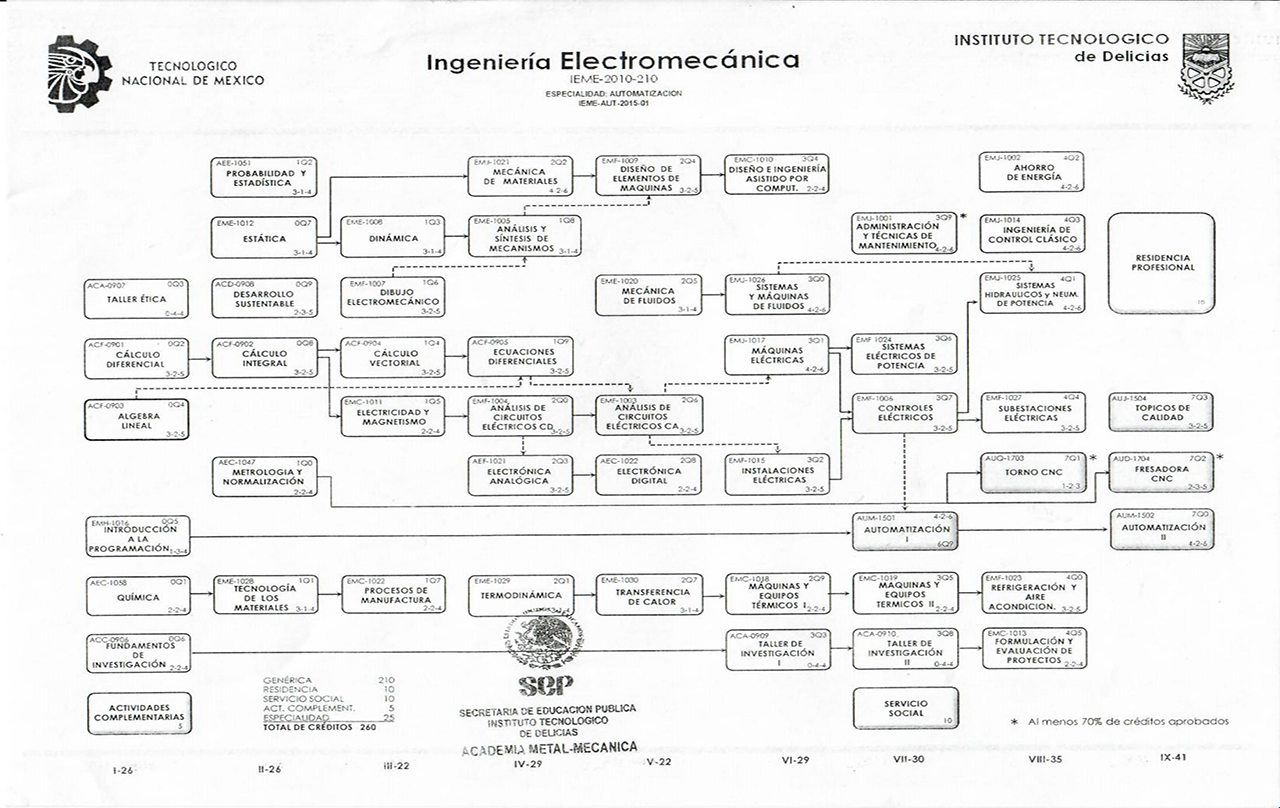 TECNOLOGICO
NACIONAL DE MEXICO
Ingeniería Electromecánica
IEME-2010-210
ESPECIALIDAD: AUTOMATIZACION
IEME-AUT-2015-01
INSTITUTO TECNOLOGICO
de Delicias
AEE-1051 1Q2
PROBABILIDAD Y
ESTADÍSTICA
3-1-4
EMJ-1021 2Q2
MECÁNICA
DE MATERIALES
4-2-6
EMF-1009 2Q4
DISEÑO DE
ELEMENTOS DE
MAQUINAS 3-2-5
EMC-1010 3Q4
DISEÑO E INGENIERÍA
ASISTIDO POR
COMPUT. 2-2-4
EMJ-1002 4Q2
AHORRO
DE ENERGÍA
4-2-6
EME-1012 0Q7
ESTÁTICA
3-1-4
EME-1008 1Q3
DINÁMICA
3-1-4
EME-1005 1Q8
ANÁLISIS Y
SÍNTESIS DE
MECANISMOS 3-1-4
EMJ-1001 3Q9 *
ADMINISTRACIÓN
Y TÉCNICAS DE
MANTENIMIENTO 4-2-6
EMJ-1014 4Q3
INGENIERÍA DE
CONTROL CLÁSICO
4-2-6
RESIDENCIA
PROFESIONAL
10
ACA-0907 0Q3
TALLER ÉTICA
0-4-4
ACD-0908 0Q9
DESARROLLO
SUSTENTABLE
2-3-5
EMF-1007 1Q6
DIBUJO
ELECTROMECÁNICO
3-2-5
EME-1020 2Q5
MECÁNICA
DE FLUIDOS
3-1-4
EMJ-1026 3Q0
SISTEMAS
Y MÁQUINAS
DE FLUIDOS 4-2-6
EMJ-1025 4Q1
SISTEMAS
HIDRAULICOS y NEUM.
DE POTENCIA 4-2-6
ACF-0901 0Q2
CÁLCULO
DIFERENCIAL
3-2-5
ACF-0902 0Q8
CÁLCULO
INTEGRAL
3-2-5
ACF-0904 1Q4
CÁLCULO
VECTORIAL
3-2-5
ACF-0905 1Q9
ECUACIONES
DIFERENCIALES
3-2-5
EMJ-1017 3Q1
MÁQUINAS
ELÉCTRICAS
4-2-6
EMF 1024 3Q6
SISTEMAS
ELÉCTRICOS DE
POTENCIA 3-2-5
ACF-0903 0Q4
ALGEBRA
LINEAL
3-2-5
EMC-1011 1Q5
ELECTRICIDAD Y
MAGNETISMO
2-2-4
EMF-1004 2Q0
ANÁLISIS DE
CIRCUITOS
ELÉCTRICOS CD 3-2-5
EMF-1003 2Q6
ANÁLISIS DE
CIRCUITOS
ELÉCTRICOS CA 3-2-5
EMF-1006 3Q7
CONTROLES
ELÉCTRICOS
3-2-5
EMF-1027 4Q4
SUBESTACIONES
ELÉCTRICAS
3-2-5
AUJ-1504 7Q3
TOPICOS DE
CALIDAD
3-2-5
AEC-1047 1Q0
METROLOGIA Y
NORMALIZACIÓN
2-2-4
AEF-1021 2Q3
ELECTRÓNICA
ANALÓGICA
3-2-5
AEC-1022 2Q8
ELECTRÓNICA
DIGITAL
2-2-4
EMF-1015 3Q2
INSTALACIONES
ELÉCTRICAS
3-2-5
AUQ-1703 7Q1 *
TORNO CNC
1-2-3
AUD-1704 7Q2 *
FRESADORA
CNC
2-3-5
EMH-1016 0Q5
INTRODUCCIÓN
A LA
PROGRAMACIÓN 1-3-4
AUM-1501 4-2-6
AUTOMATIZACIÓN
I
6Q9
AUM-1502 7Q0
AUTOMATIZACIÓN
II
4-2-6
AEC-1058 0Q1
QUÍMICA
2-2-4
EME-1028 1Q1
TECNOLOGÍA
DE LOS
MATERIALES 3-1-4
EMC-1022 1Q7
PROCESOS DE
MANUFACTURA
2-2-4
EME-1029 2Q1
TERMODINÁMICA
EME-1030 2Q7
TRANSFERENCIA
DE CALOR
3-1-4
EMC-1018 2Q9
MÁQUINAS Y
EQUIPOS
TÉRMICOS I 2-2-4
EMC-1019 3Q5
MAQUINAS Y
EQUIPOS
TERMICOS II 2-2-4
EMF-1023 4Q0
REFRIGERACIÓN Y
AIRE
ACONDICION. 3-2-5
ACC-0906 0Q6
FUNDAMENTOS
DE
INVESTIGACIÓN 2-2-4
ACA-0909 3Q3
TALLER DE
INVESTIGACIÓN
I 0-4-4
ACA-0910 3Q8
TALLER DE
INVESTIGACIÓN
II 0-4-4
EMC-1013 4Q5
FORMULACIÓN Y
EVALUACIÓN DE
PROYECTOS 2-2-4
ACTIVIDADES
COMPLEMENTARIAS
5
GENÉRICA 210
RESIDENCIA 10
SERVICIO SOCIAL 10
ACT. COMPLEMENT. 5
ESPECIALIDAD 25
TOTAL DE CRÉDITOS 260
SEP
SECRETARIA DE EDUCACION PUBLICA
INSTITUTO TECNOLOGICO
DE DELICIAS
ACADEMIA METAL-MECANICA
SERVICIO
SOCIAL
10
* Al menos 70% de créditos aprobados
I-26 II-26 III-22 IV-29 V-22 VI-29 VII-30 VIII-35 IX-41